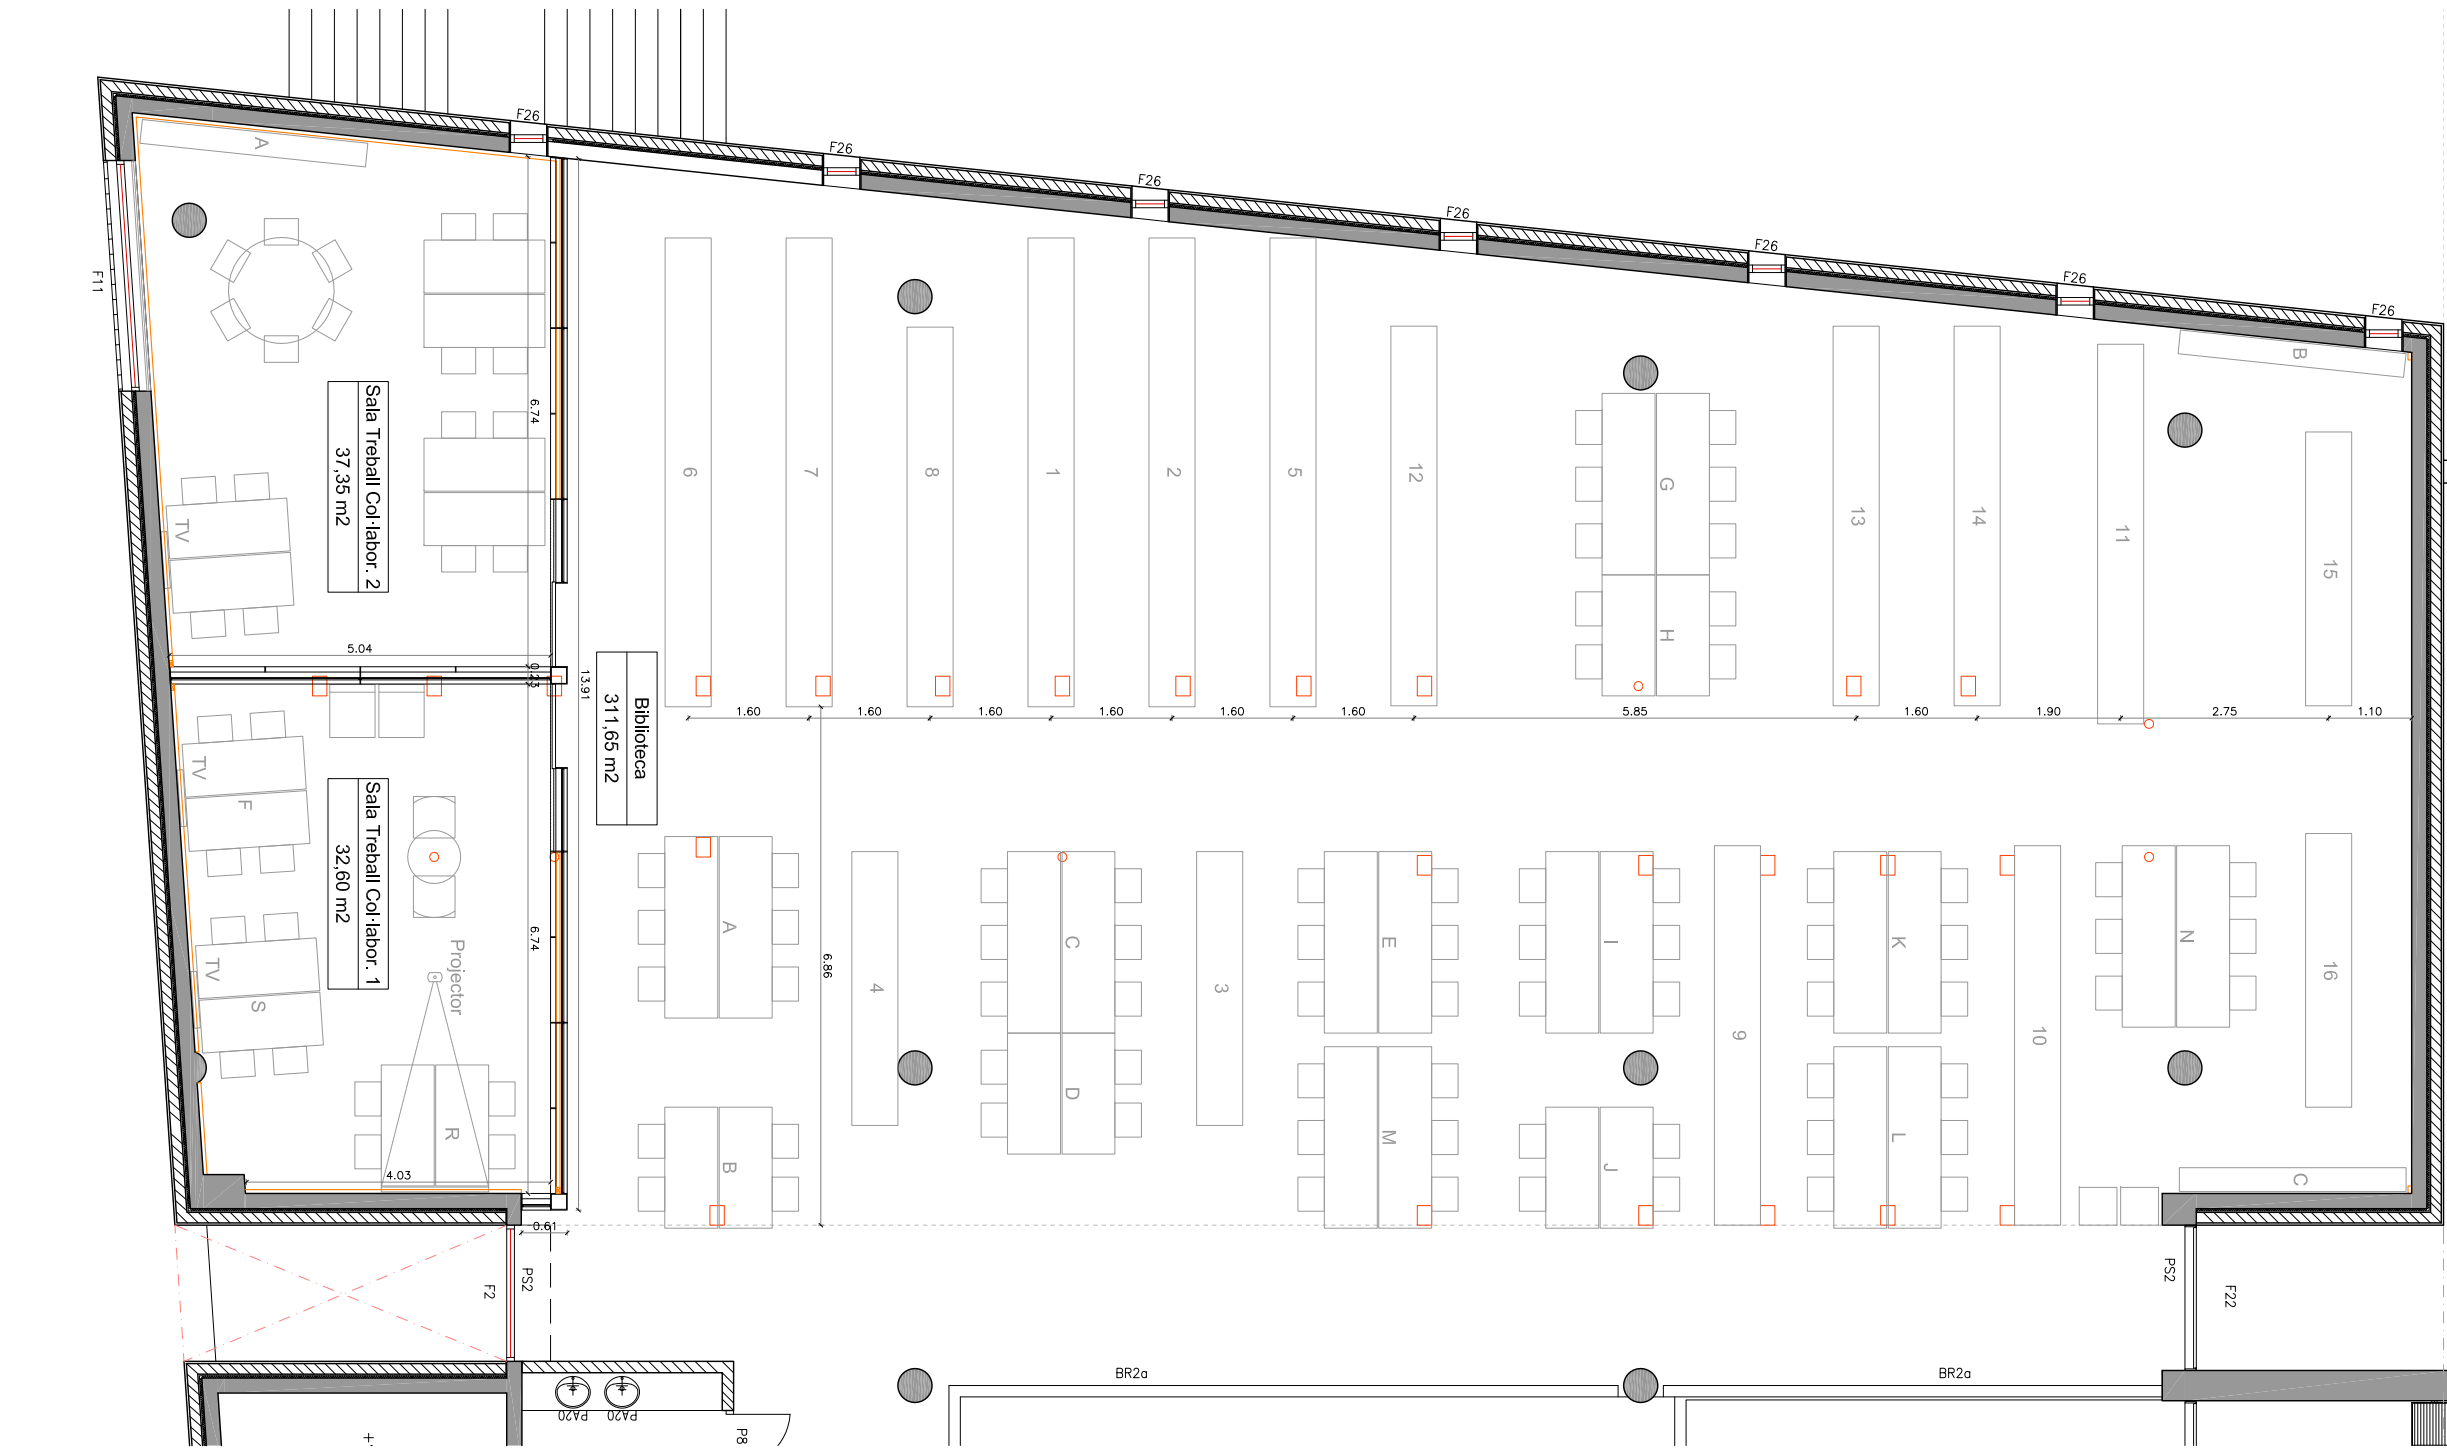 F26
F26
F26
F26
F26
F26
F26
F11
A
B
Sala Treball Col·labor. 2
37,35 m2
6.74
TV
5.04
0.23
13.91
6
7
8
1
2
5
12
G
H
13
14
11
15
1.60
1.60
1.60
1.60
1.60
1.60
5.85
1.60
1.90
2.75
1.10
Biblioteca
311,65 m2
Sala Treball Col·labor. 1
32,60 m2
TV
F
TV
S
Projector
R
6.74
4.03
0.61
6.86
A
B
4
C
D
3
E
M
I
J
9
K
L
10
N
16
C
F2
PS2
PS2
F22
BR2a
BR2a
PA20
PA20
P8